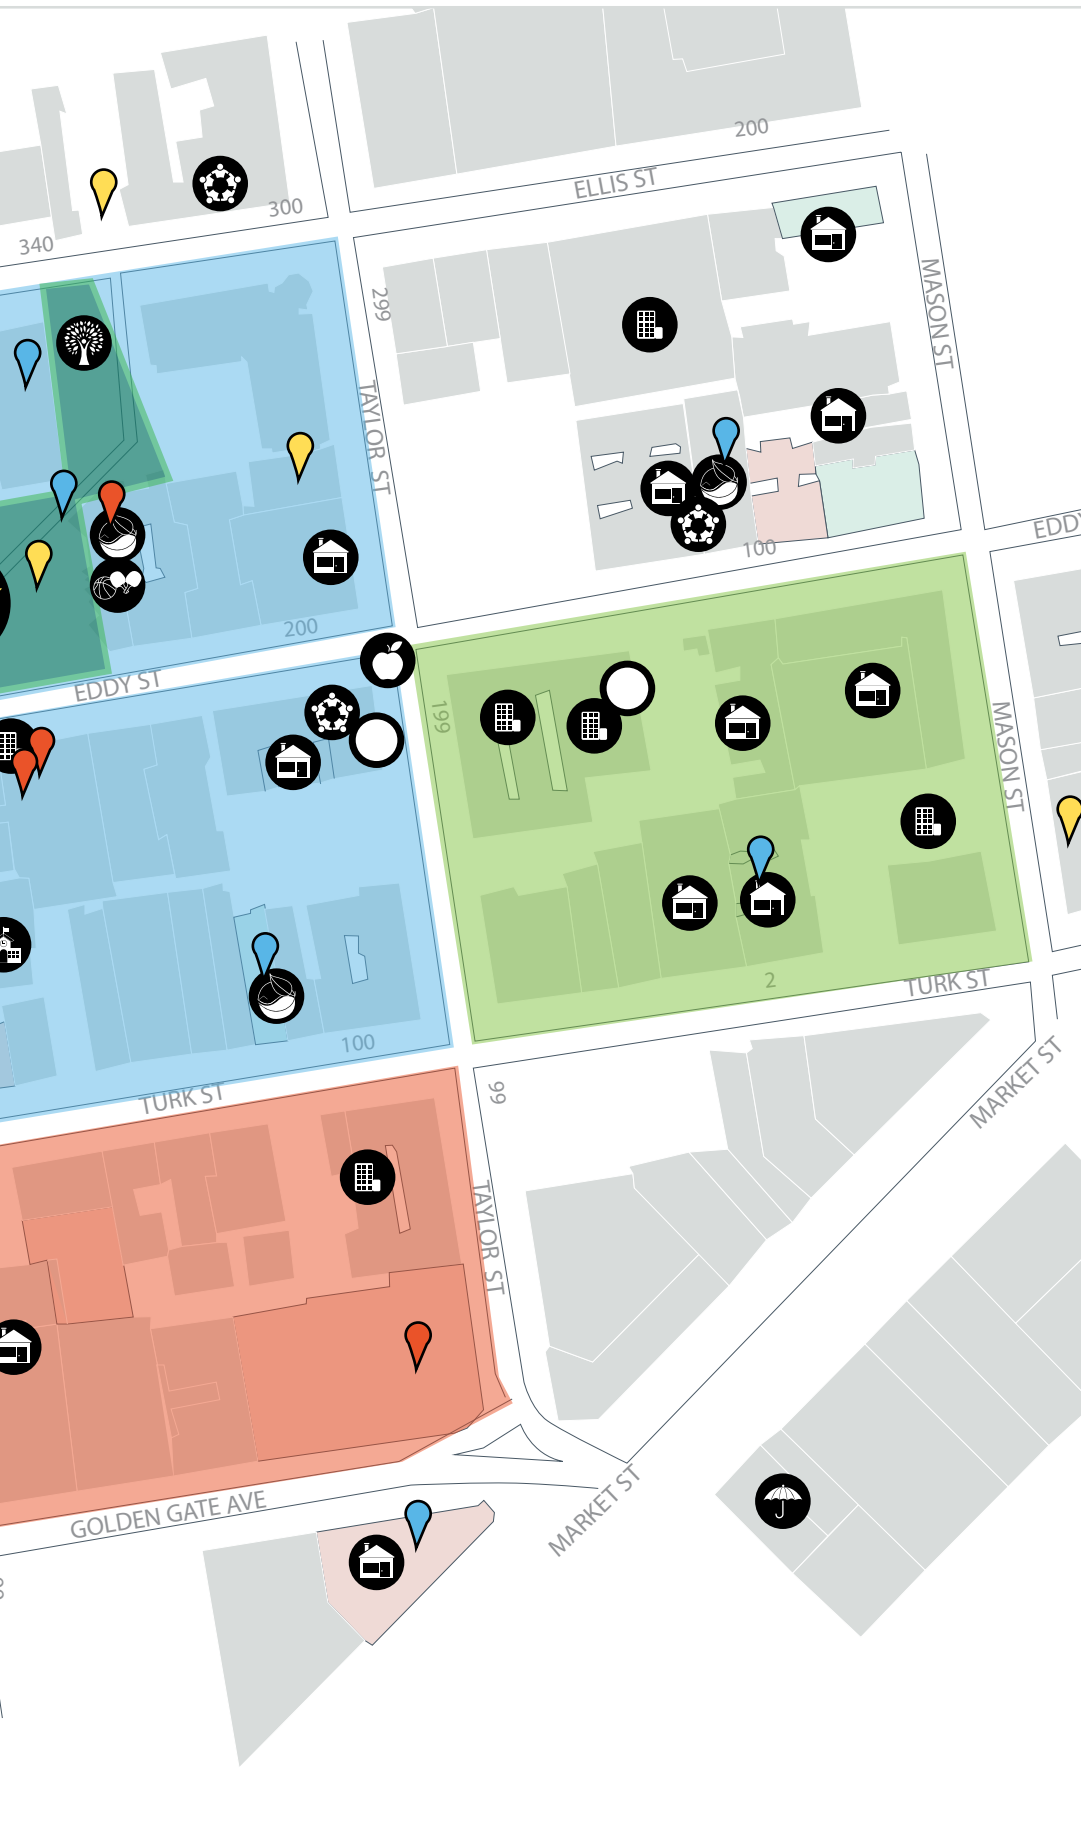 200
ELLIS ST
300
340
MASON ST
299
TAYLOR ST
EDDY
100
200
EDDY ST
199
MASON ST
2
TURK ST
100
TURK ST
99
MARKET ST
TAYLOR ST
GOLDEN GATE AVE
MARKET ST